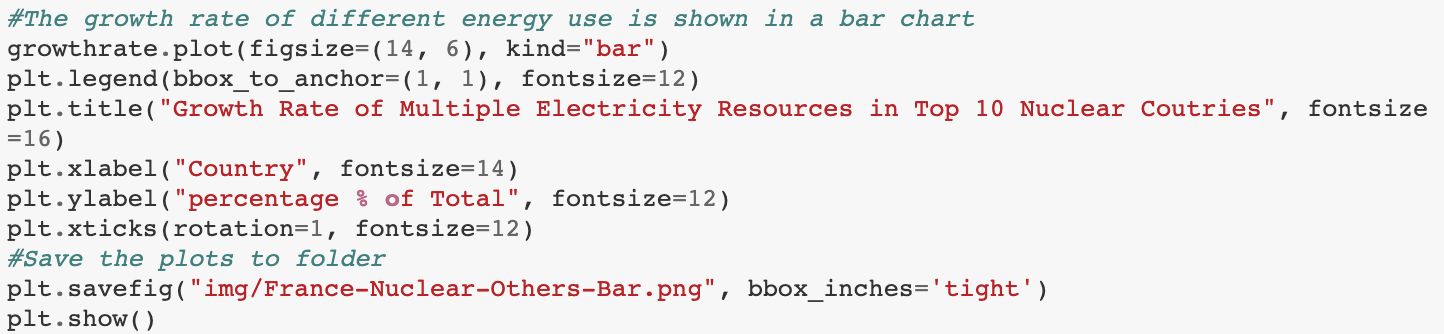 #The growth rate of different energy use is shown in a bar chart
growthrate.plot(figsize=(14, 6), kind="bar")
plt.legend(bbox_to_anchor=(1, 1), fontsize=12)
plt.title("Growth Rate of Multiple Electricity Resources in Top 10 Nuclear Coutries", fontsize
=16)
plt.xlabel("Country", fontsize=14)
plt.ylabel("percentage % of Total", fontsize=12)
plt.xticks(rotation=1, fontsize=12)
#Save the plots to folder
plt.savefig("img/France-Nuclear-Others-Bar.png", bbox_inches='tight')
plt.show()